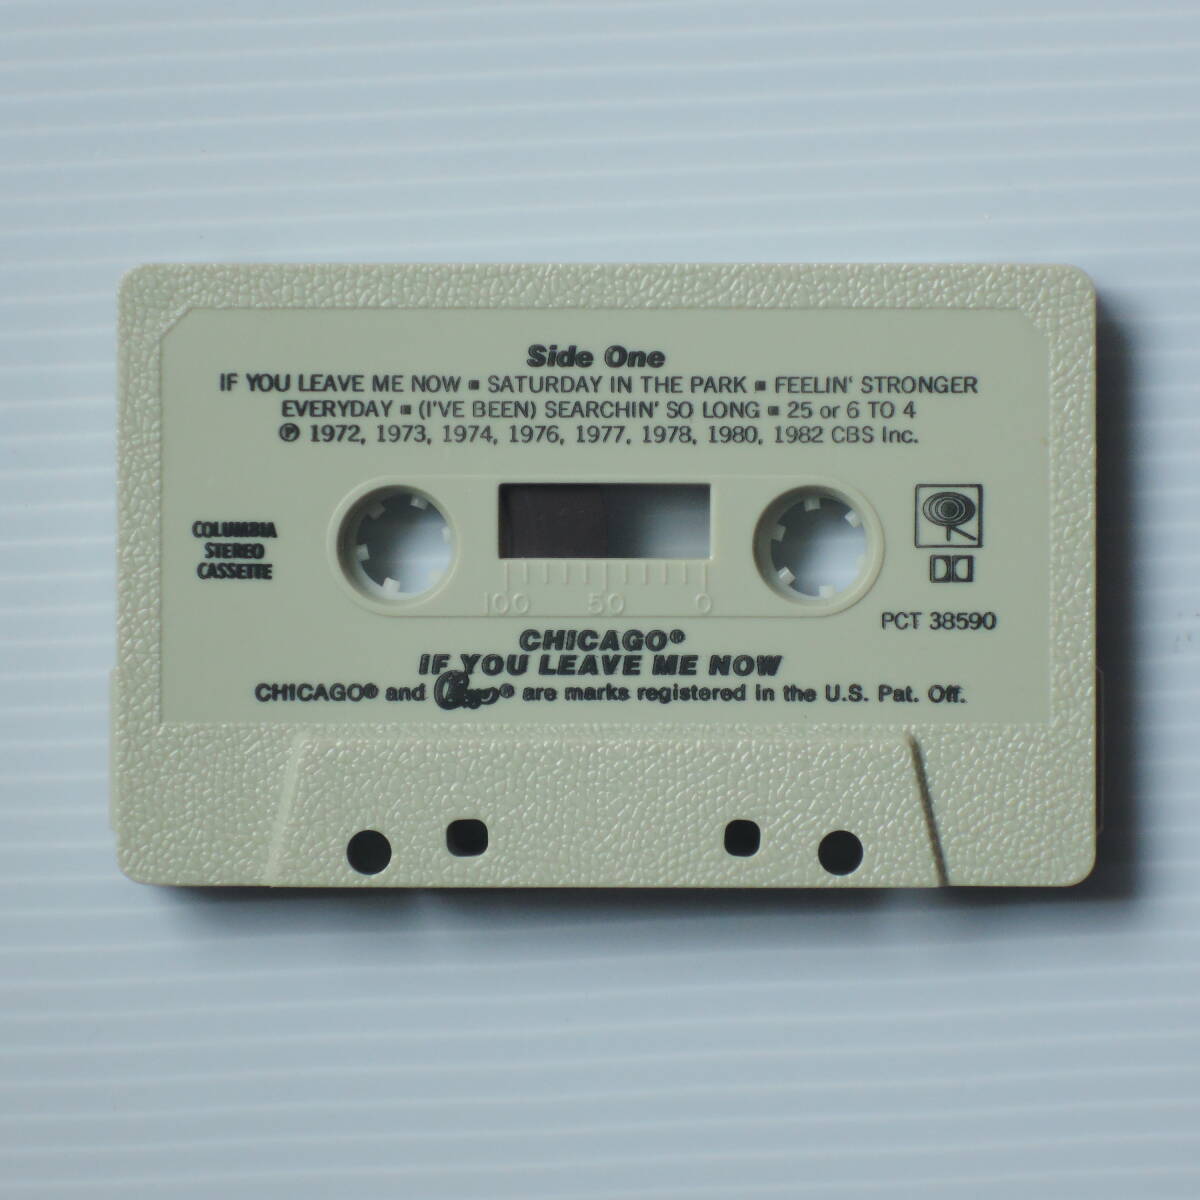 Side One
IF YOU LEAVE ME NOW ▪ SATURDAY IN THE PARK ▪ FEELIN' STRONGER
EVERYDAY ▪ (I'VE BEEN) SEARCHIN' SO LONG ▪ 25 or 6 TO 4
℗ 1972, 1973, 1974, 1976, 1977, 1978, 1980, 1982 CBS Inc.
COLUMBIA
STEREO
CASSETTE
100 50 0
PCT 38590
CHICAGO®
IF YOU LEAVE ME NOW
CHICAGO® and Chicago® are marks registered in the U.S. Pat. Off.